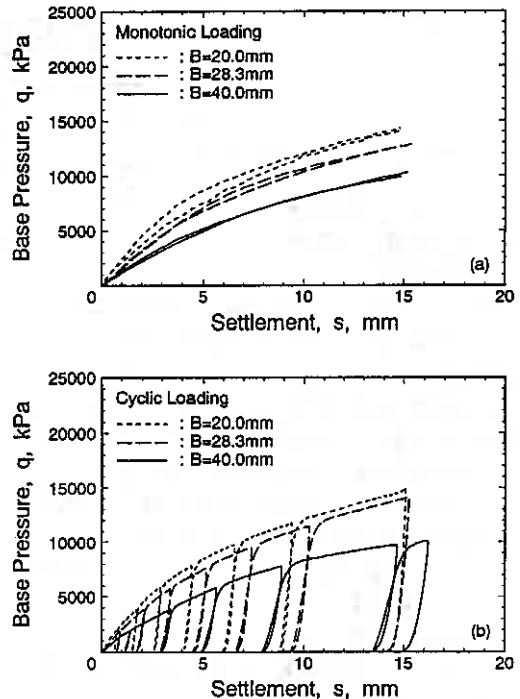 25000
20000
15000
10000
5000
0
Base Pressure, q, kPa
Monotonic Loading
: B=20.0mm
: B=28.3mm
: B=40.0mm
(a)
0 5 10 15 20
Settlement, s, mm
25000
20000
15000
10000
5000
0
Base Pressure, q, kPa
Cyclic Loading
: B=20.0mm
: B=28.3mm
: B=40.0mm
(b)
0 5 10 15 20
Settlement, s, mm